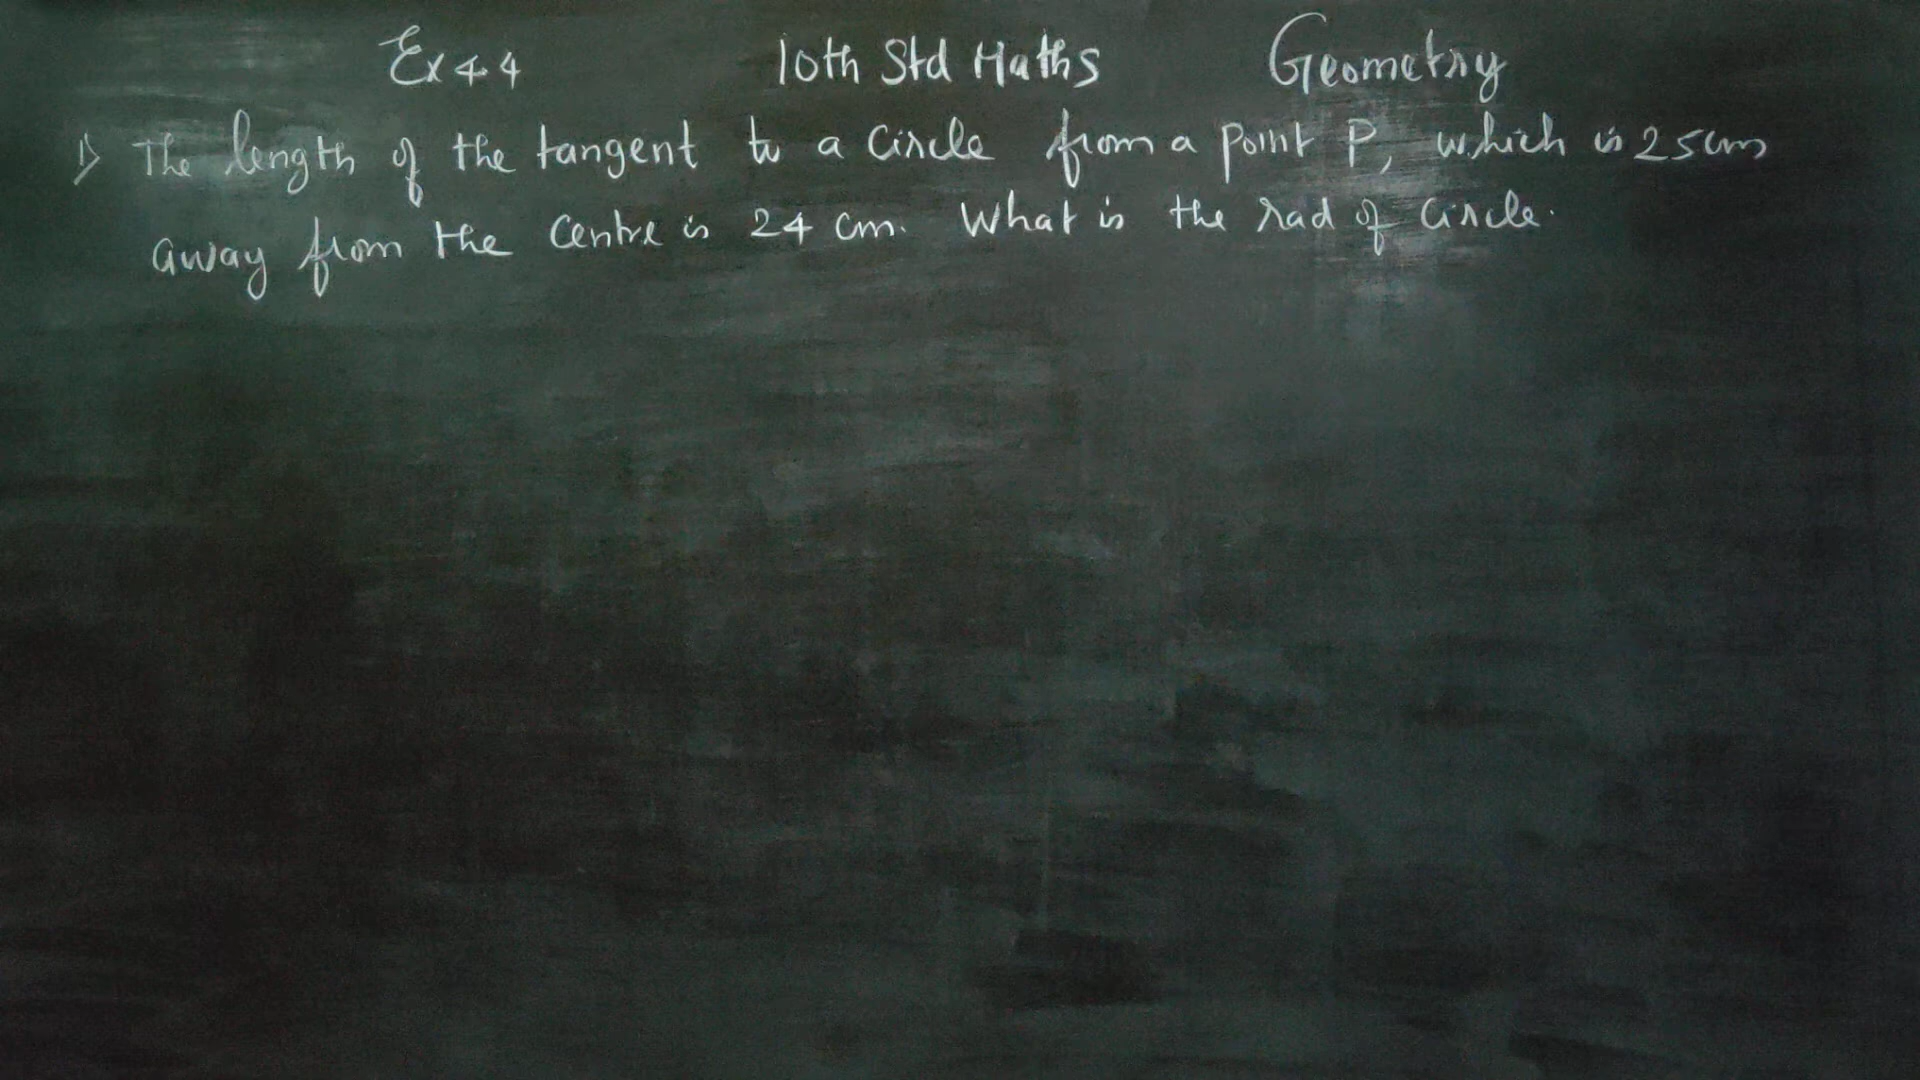 Ex 4.4 10th Std Maths Geometry
1) The length of the tangent to a circle from a point P, which is 25cm
away from the centre is 24 cm. What is the rad of circle.